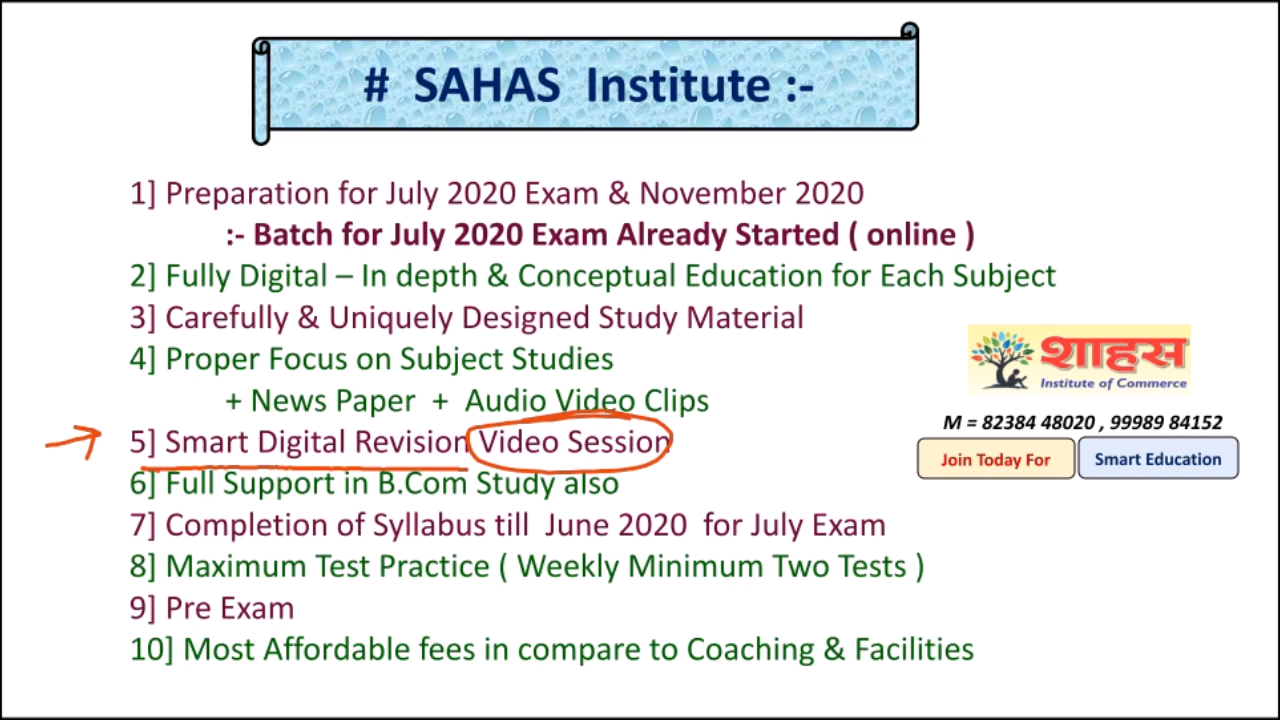 # SAHAS Institute :-
1] Preparation for July 2020 Exam & November 2020
:- Batch for July 2020 Exam Already Started ( online )
2] Fully Digital – In depth & Conceptual Education for Each Subject
3] Carefully & Uniquely Designed Study Material
4] Proper Focus on Subject Studies
+ News Paper + Audio Video Clips
5] Smart Digital Revision Video Session
6] Full Support in B.Com Study also
7] Completion of Syllabus till June 2020 for July Exam
8] Maximum Test Practice ( Weekly Minimum Two Tests )
9] Pre Exam
10] Most Affordable fees in compare to Coaching & Facilities
शाहस
Institute of Commerce
M = 82384 48020 , 99989 84152
Join Today For Smart Education